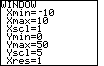 WINDOW
Xmin=-10
Xmax=10
Xscl=1
Ymin=0
Ymax=50
Yscl=5
Xres=1